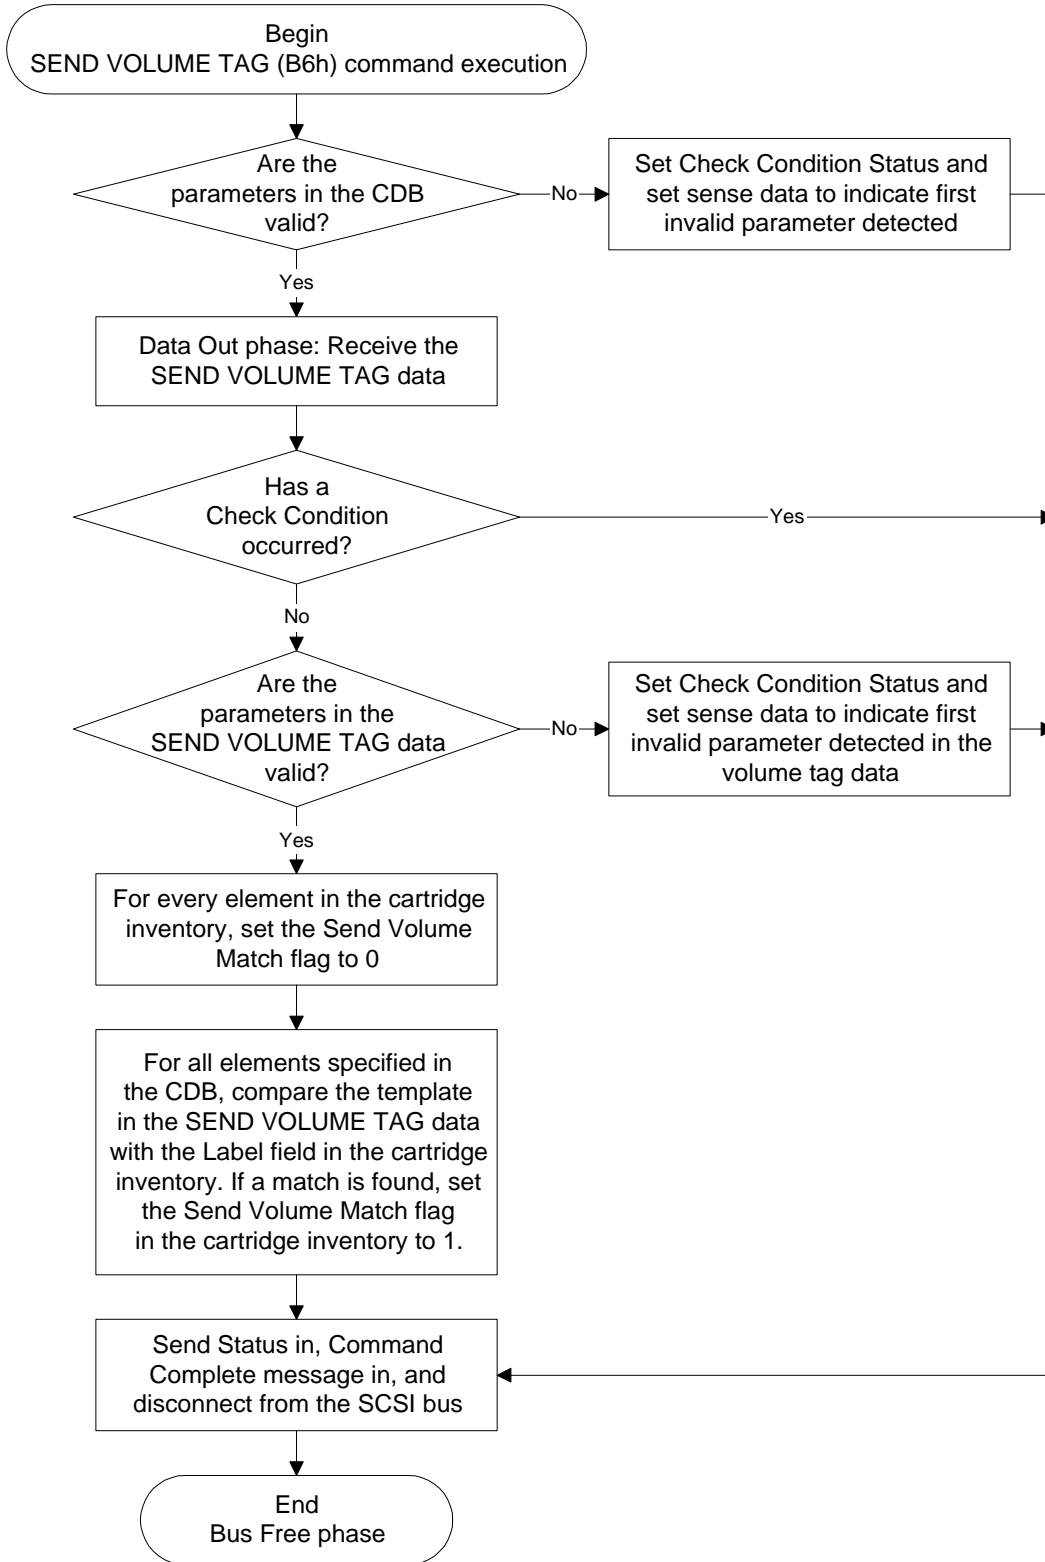 Begin
SEND VOLUME TAG (B6h) command execution
Are the
parameters in the CDB
valid?
No
Set Check Condition Status and
set sense data to indicate first
invalid parameter detected
Yes
Data Out phase: Receive the
SEND VOLUME TAG data
Has a
Check Condition
occurred?
Yes
No
Are the
parameters in the
SEND VOLUME TAG data
valid?
No
Set Check Condition Status and
set sense data to indicate first
invalid parameter detected in the
volume tag data
Yes
For every element in the cartridge
inventory, set the Send Volume
Match flag to 0
For all elements specified in
the CDB, compare the template
in the SEND VOLUME TAG data
with the Label field in the cartridge
inventory. If a match is found, set
the Send Volume Match flag
in the cartridge inventory to 1.
Send Status in, Command
Complete message in, and
disconnect from the SCSI bus
End
Bus Free phase